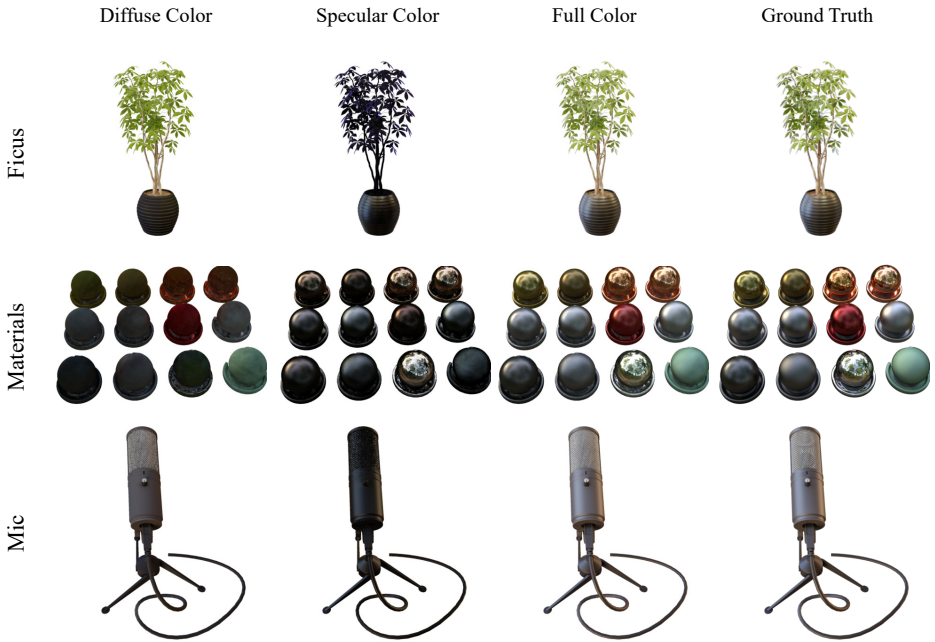 Diffuse Color
Specular Color
Full Color
Ground Truth
Ficus
Materials
Mic